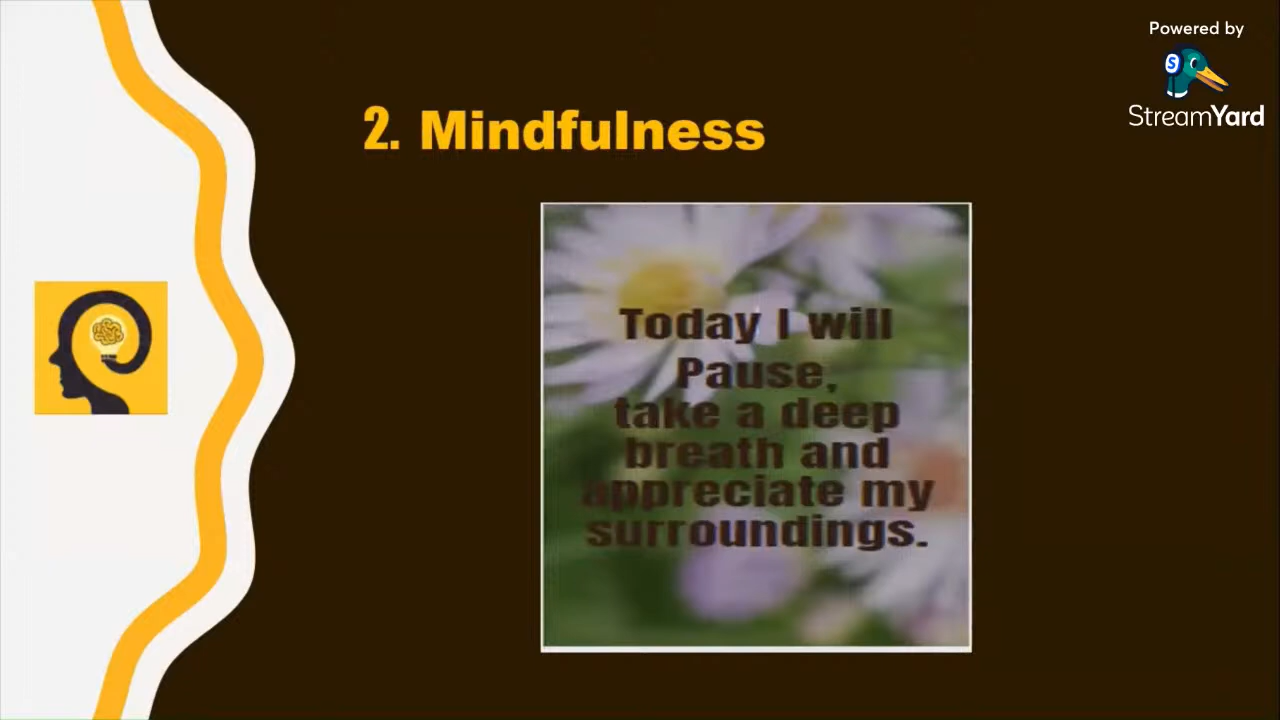 Powered by
S
StreamYard
2. Mindfulness
Today I will
Pause,
take a deep
breath and
appreciate my
surroundings.